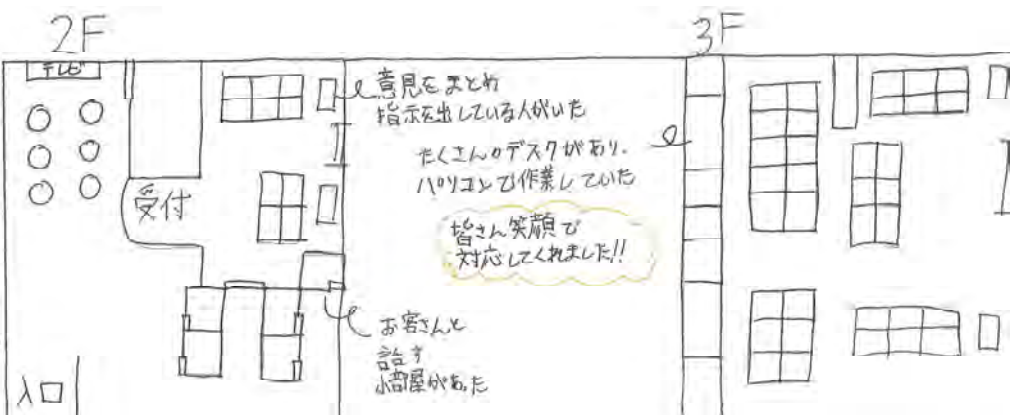 2F
テレビ
受付
入口
意見をまとめ
指示を出している人がいた
お客さんと
話す
小部屋があった
3F
たくさんのデスクがあり、
パソコンで作業していた
皆さん笑顔で
対応してくれました!!